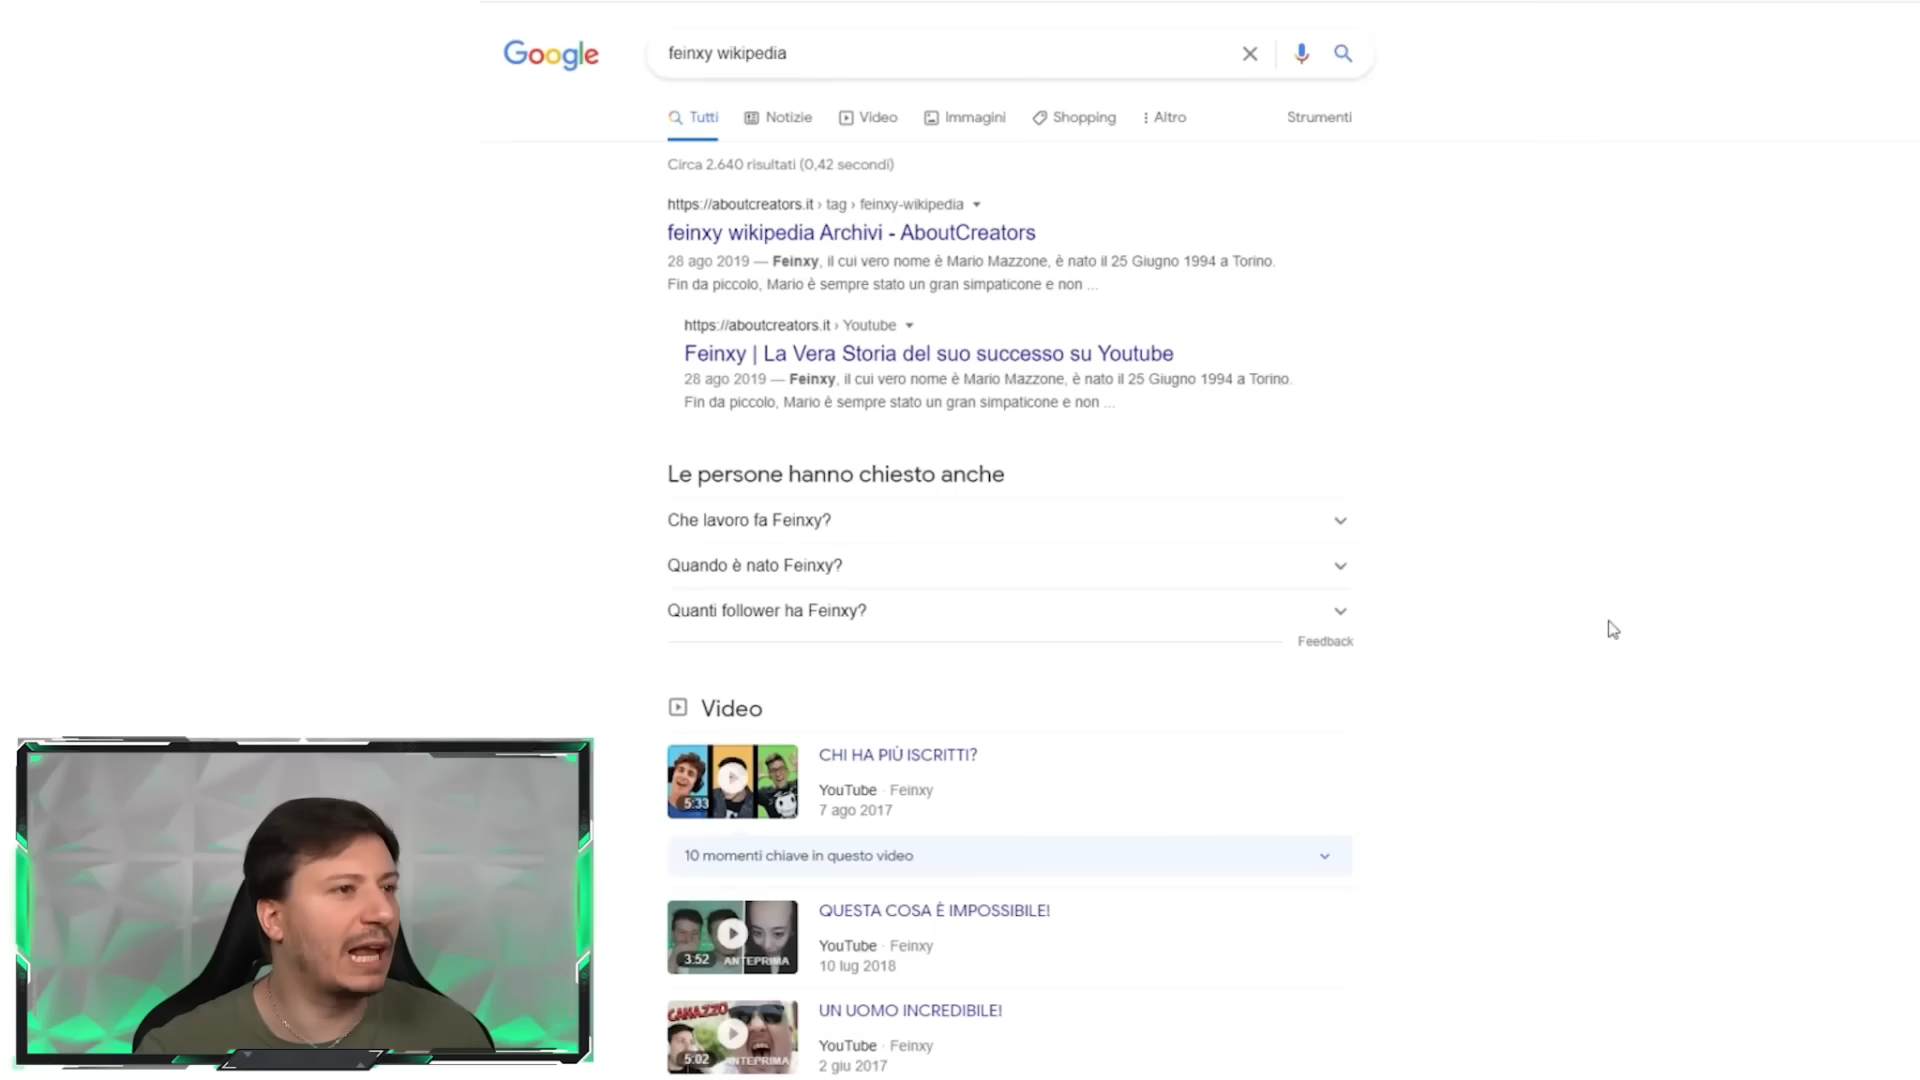 Google
feinxy wikipedia
Tutti Notizie Video Immagini Shopping Altro Strumenti
Circa 2.640 risultati (0,42 secondi)
https://aboutcreators.it › tag › feinxy-wikipedia
feinxy wikipedia Archivi - AboutCreators
28 ago 2019 — Feinxy, il cui vero nome è Mario Mazzone, è nato il 25 Giugno 1994 a Torino.
Fin da piccolo, Mario è sempre stato un gran simpaticone e non ...
https://aboutcreators.it › Youtube
Feinxy | La Vera Storia del suo successo su Youtube
28 ago 2019 — Feinxy, il cui vero nome è Mario Mazzone, è nato il 25 Giugno 1994 a Torino.
Fin da piccolo, Mario è sempre stato un gran simpaticone e non ...
Le persone hanno chiesto anche
Che lavoro fa Feinxy?
Quando è nato Feinxy?
Quanti follower ha Feinxy?
Feedback
Video
CHI HA PIÙ ISCRITTI?
YouTube · Feinxy
5:33
7 ago 2017
10 momenti chiave in questo video
QUESTA COSA È IMPOSSIBILE!
YouTube · Feinxy
3:52 ANTEPRIMA
10 lug 2018
CAMAZZO
UN UOMO INCREDIBILE!
YouTube · Feinxy
5:02 ANTEPRIMA
2 giu 2017